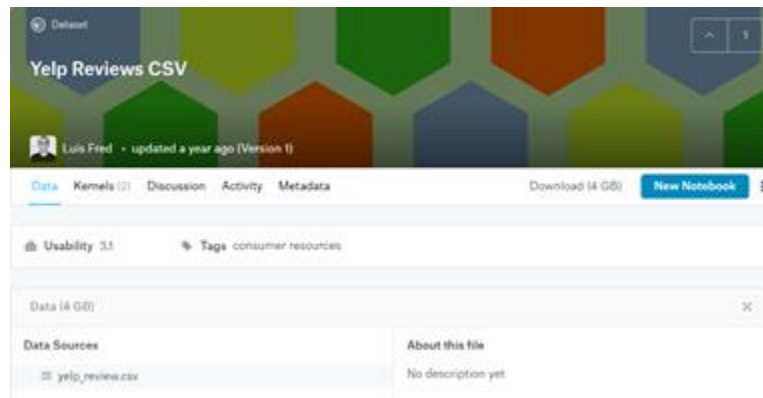 Dataset
1
Yelp Reviews CSV
Luis Fred • updated a year ago (Version 1)
Data Kernels (2) Discussion Activity Metadata Download (4 GB) New Notebook
Usability 3.1 Tags consumer resources
Data (4 GB)
Data Sources
About this file
yelp_review.csv
No description yet